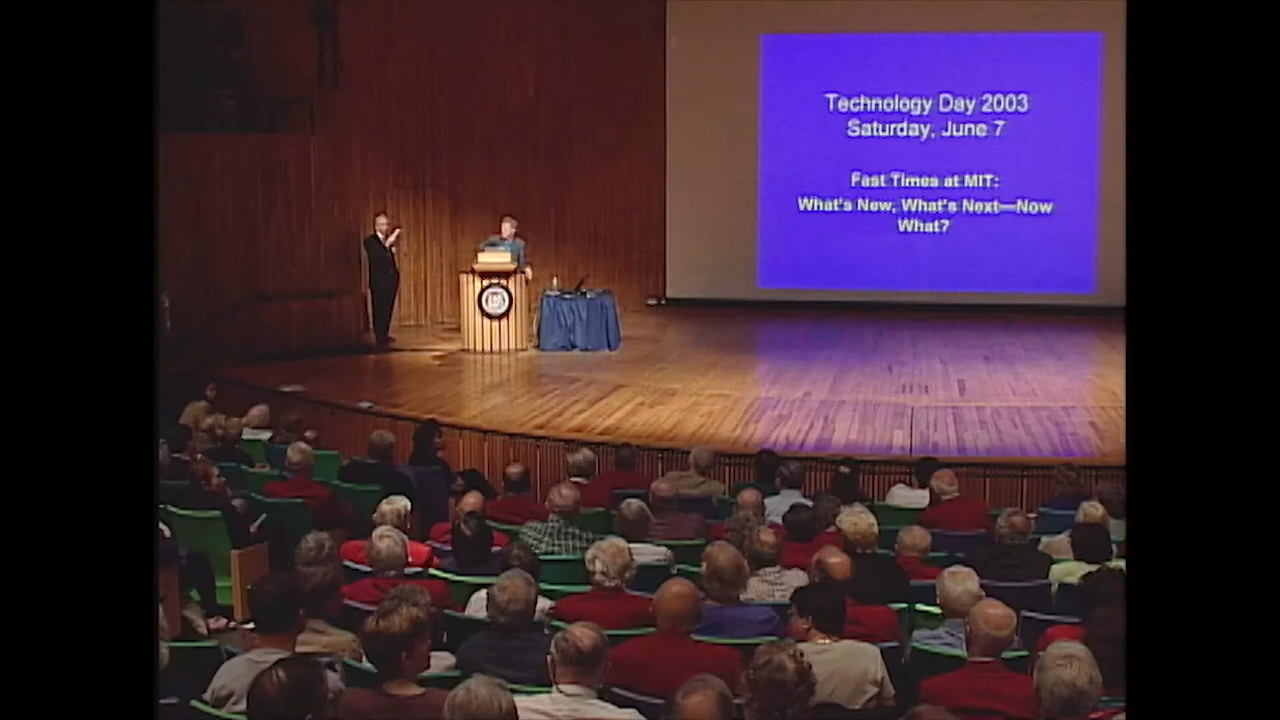 Technology Day 2003
Saturday, June 7
Fast Times at MIT:
What's New, What's Next—Now
What?